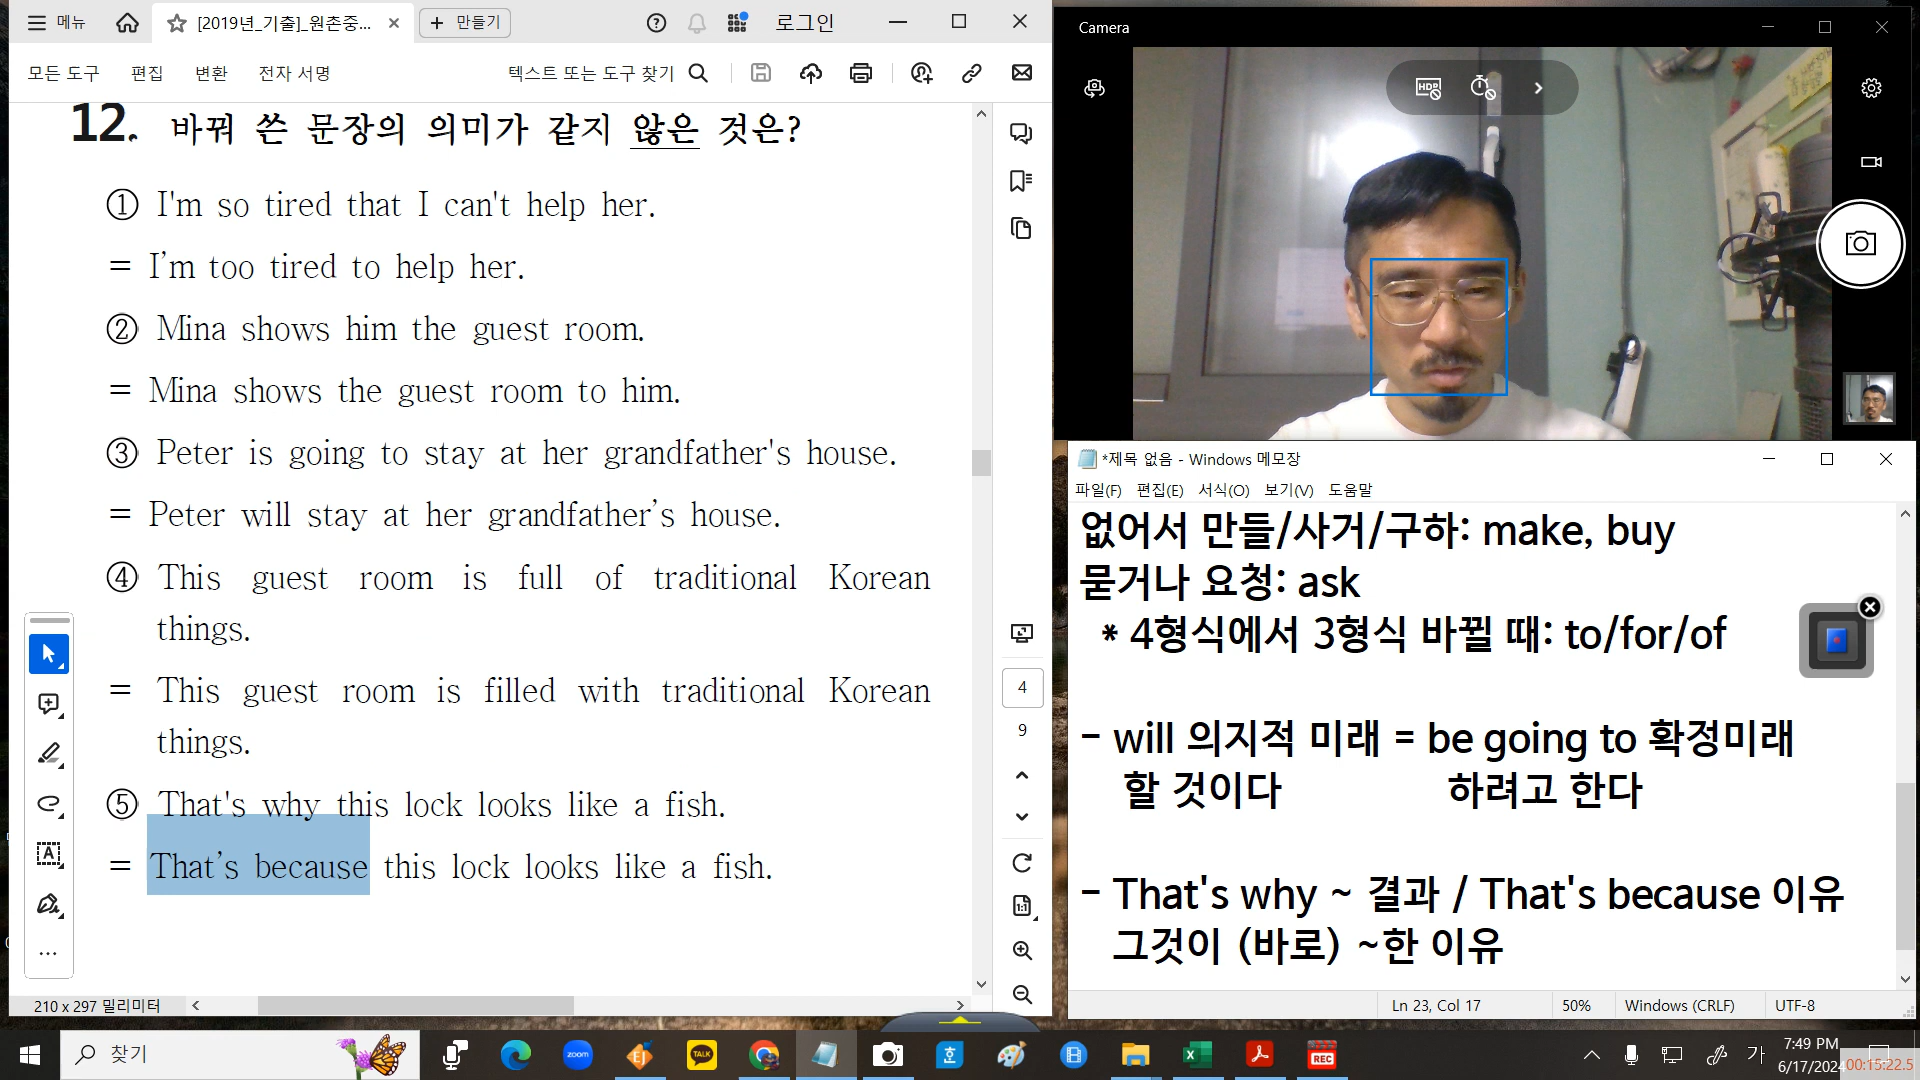 메뉴
[2019년_기출]_원촌중...
만들기
로그인
모든 도구
편집
변환
전자 서명
텍스트 또는 도구 찾기
12. 바꿔 쓴 문장의 의미가 같지 않은 것은?
① I'm so tired that I can't help her.
= I'm too tired to help her.
② Mina shows him the guest room.
= Mina shows the guest room to him.
③ Peter is going to stay at her grandfather's house.
= Peter will stay at her grandfather's house.
④ This guest room is full of traditional Korean
things.
= This guest room is filled with traditional Korean
things.
⑤ That's why this lock looks like a fish.
= That's because this lock looks like a fish.
4
9
1:1
210 x 297 밀리미터
Camera
HDR
*제목 없음 - Windows 메모장
파일(F) 편집(E) 서식(O) 보기(V) 도움말
없어서 만들/사거/구하: make, buy
묻거나 요청: ask
* 4형식에서 3형식 바뀔 때: to/for/of
- will 의지적 미래 = be going to 확정미래
할 것이다 하려고 한다
- That's why ~ 결과 / That's because 이유
그것이 (바로) ~한 이유
Ln 23, Col 17
50%
Windows (CRLF)
UTF-8
찾기
zoom
TALK
REC
가
7:49 PM
6/17/2024
00:15:22.5